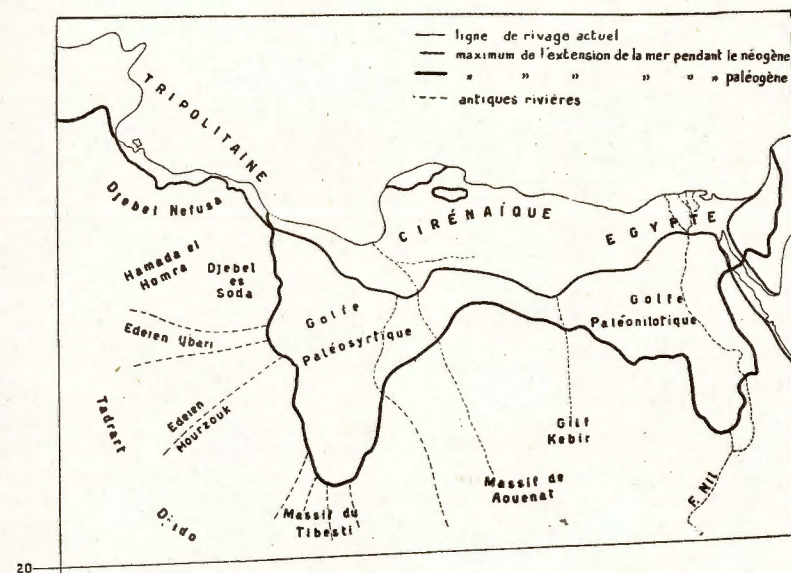 ligne de rivage actuel
maximum de l'extension de la mer pendant le néogène
" " " " " " paléogène
antiques rivières
TRIPOLITAINE
Djebel Nefusa
CIRÉNAÏQUE
EGYPTE
Hamada el
Homra
Djebel
es
Soda
Golfe
Paléosyrtique
Golfe
Paléonilotique
Edeien Ubari
Edeien
Mourzouk
Tadrart
Gilf
Kebir
Massif de
Aouenat
Massif du
Tibesti
F. Nil
20